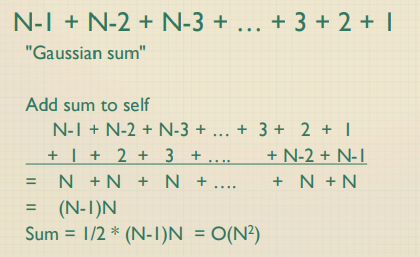 N-1 + N-2 + N-3 + ... + 3 + 2 + 1
"Gaussian sum"
Add sum to self
N-1 + N-2 + N-3 + ... + 3 + 2 + 1
+ 1 + 2 + 3 + .... + N-2 + N-1
= N + N + N + .... + N + N
= (N-1)N
Sum = 1/2 * (N-1)N = O(N²)